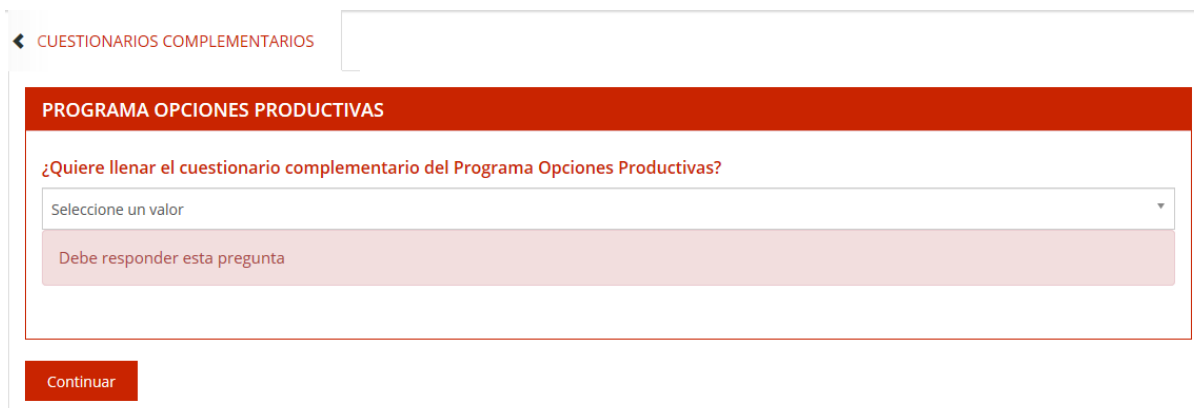 CUESTIONARIOS COMPLEMENTARIOS
PROGRAMA OPCIONES PRODUCTIVAS
¿Quiere llenar el cuestionario complementario del Programa Opciones Productivas?
Seleccione un valor
Debe responder esta pregunta
Continuar